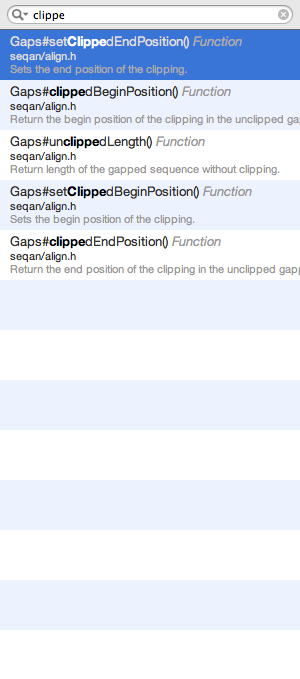 clippe
Gaps#setClippedEndPosition() Function
seqan/align.h
Sets the end position of the clipping.
Gaps#clippedBeginPosition() Function
seqan/align.h
Return the begin position of the clipping in the unclipped ga
Gaps#unclippedLength() Function
seqan/align.h
Return length of the gapped sequence without clipping.
Gaps#setClippedBeginPosition() Function
seqan/align.h
Sets the begin position of the clipping.
Gaps#clippedEndPosition() Function
seqan/align.h
Return the end position of the clipping in the unclipped gap